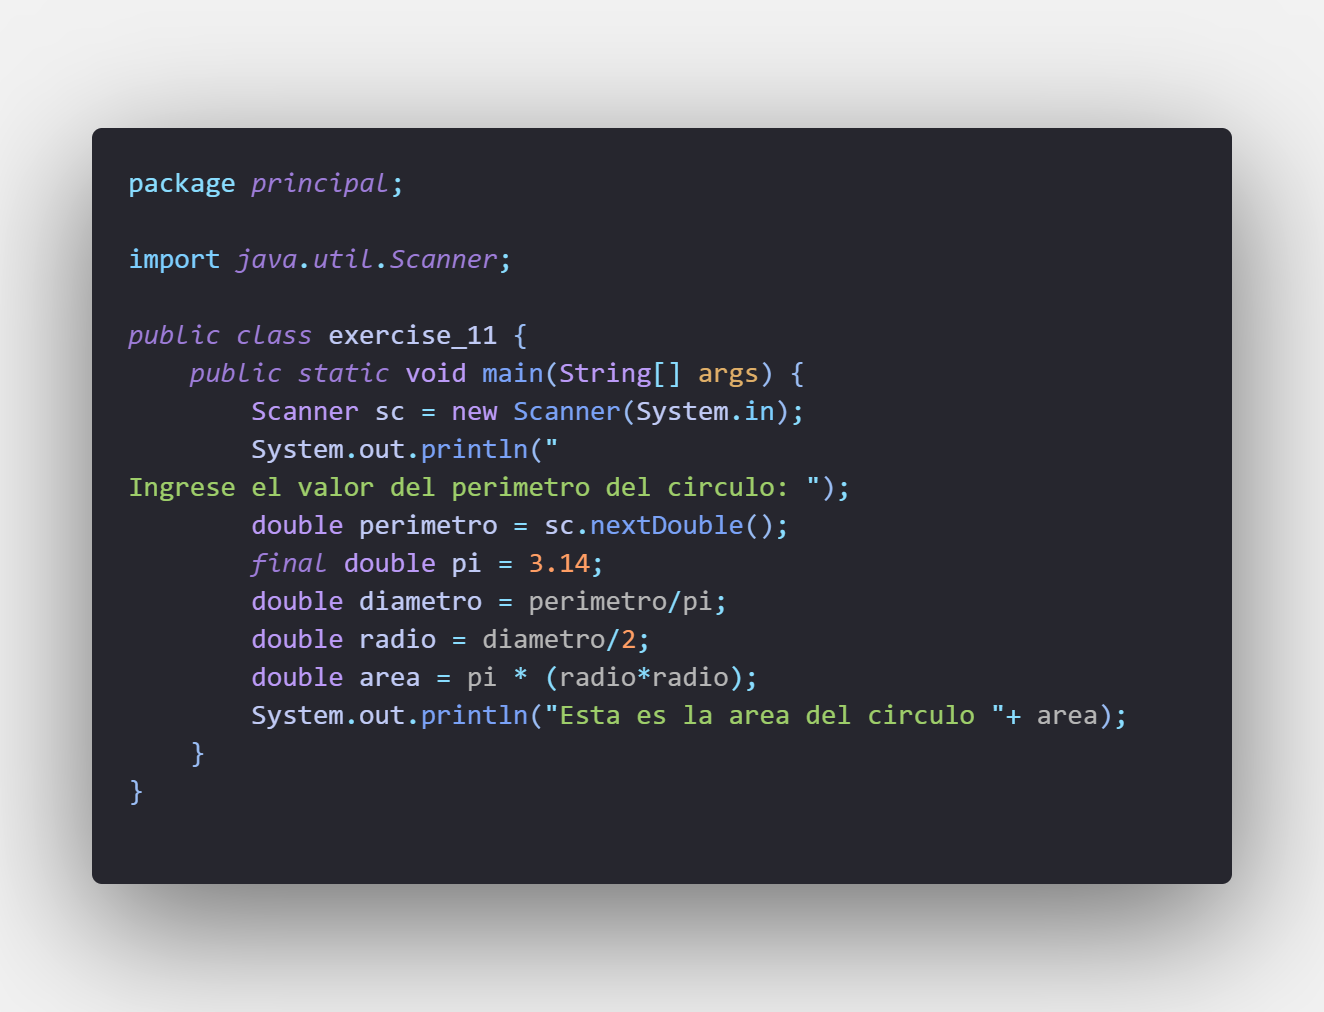 package principal;
import java.util.Scanner;
public class exercise_11 {
    public static void main(String[] args) {
        Scanner sc = new Scanner(System.in);
        System.out.println("
Ingrese el valor del perimetro del circulo: ");
        double perimetro = sc.nextDouble();
        final double pi = 3.14;
        double diametro = perimetro/pi;
        double radio = diametro/2;
        double area = pi * (radio*radio);
        System.out.println("Esta es la area del circulo "+ area);
    }
}